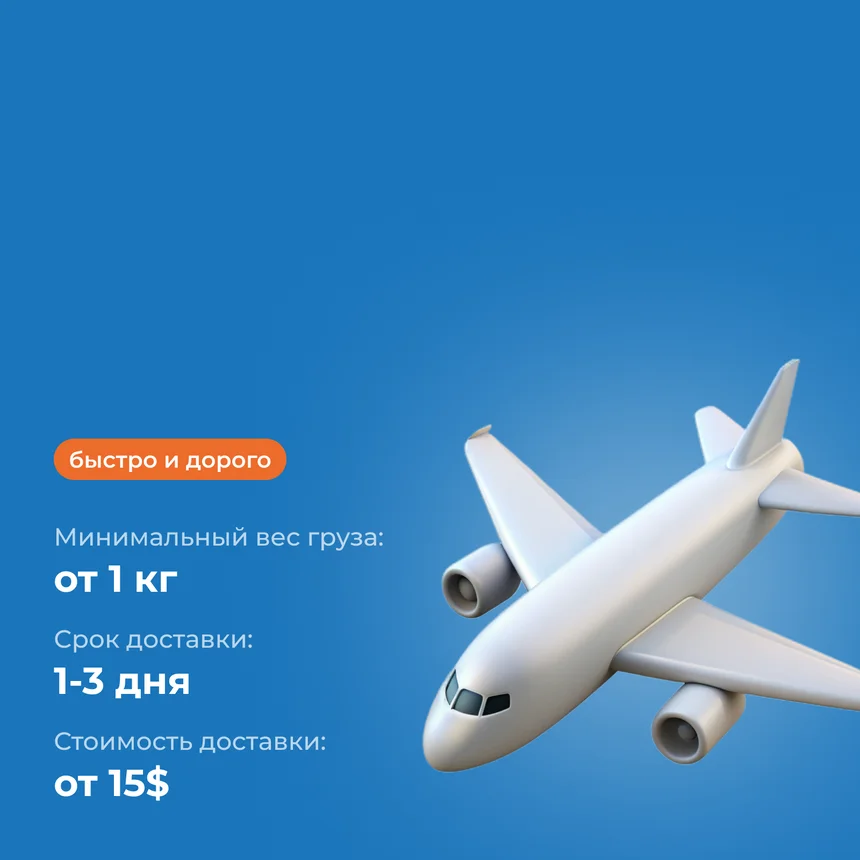 быстро и дорого
Минимальный вес груза:
от 1 кг
Срок доставки:
1-3 дня
Стоимость доставки:
от 15$